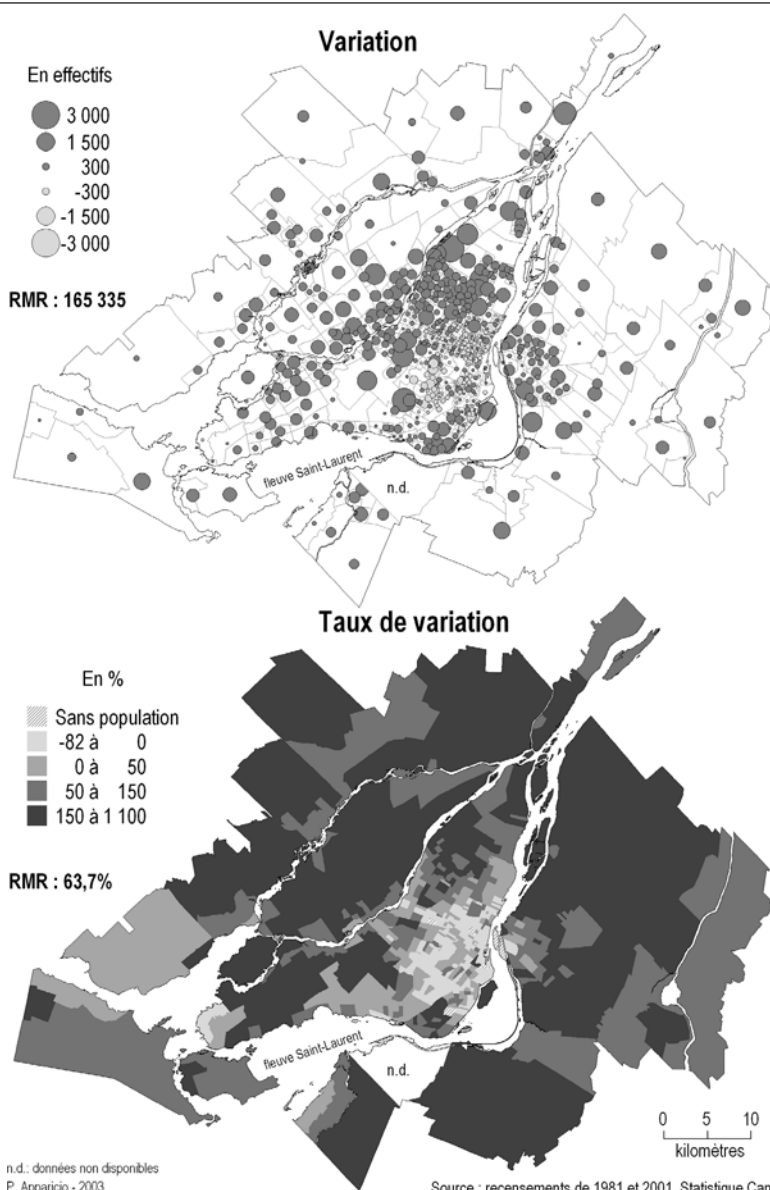 Variation
En effectifs
3 000
1 500
300
-300
-1 500
-3 000
RMR : 165 335
fleuve Saint-Laurent
n.d.
Taux de variation
En %
Sans population
-82 à 0
0 à 50
50 à 150
150 à 1 100
RMR : 63,7%
fleuve Saint-Laurent
n.d.
0 5 10
kilomètres
n.d.: données non disponibles
P. Apparicio - 2003
Source : recensements de 1981 et 2001, Statistique Can